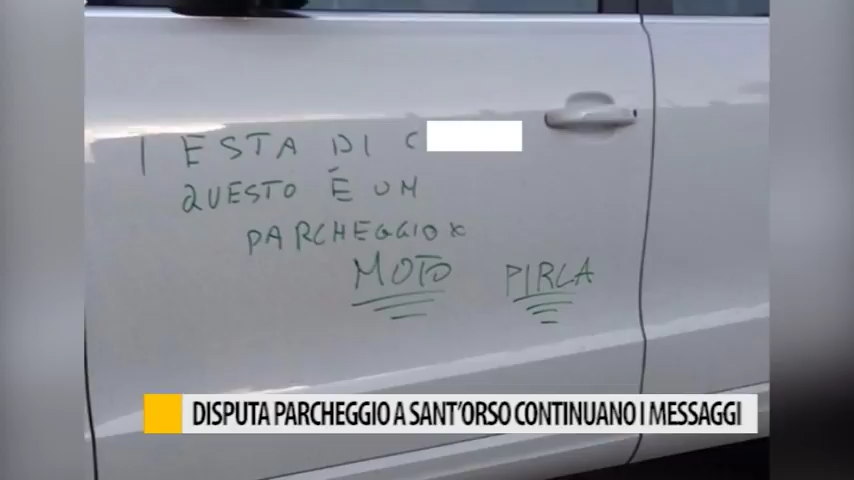 TESTA DI C
QUESTO È UN
PARCHEGGIO X
MOTO PIRLA
DISPUTA PARCHEGGIO A SANT'ORSO CONTINUANO I MESSAGGI